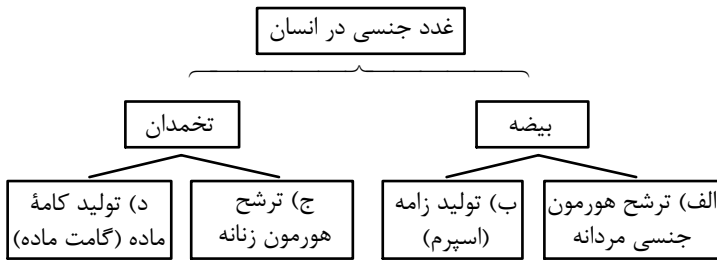 غدد جنسی در انسان
بیضه
تخمدان
الف) ترشح هورمون
جنسی مردانه
ب) تولید زامه
(اسپرم)
ج) ترشح
هورمون زنانه
د) تولید کامهٔ
ماده (گامت ماده)